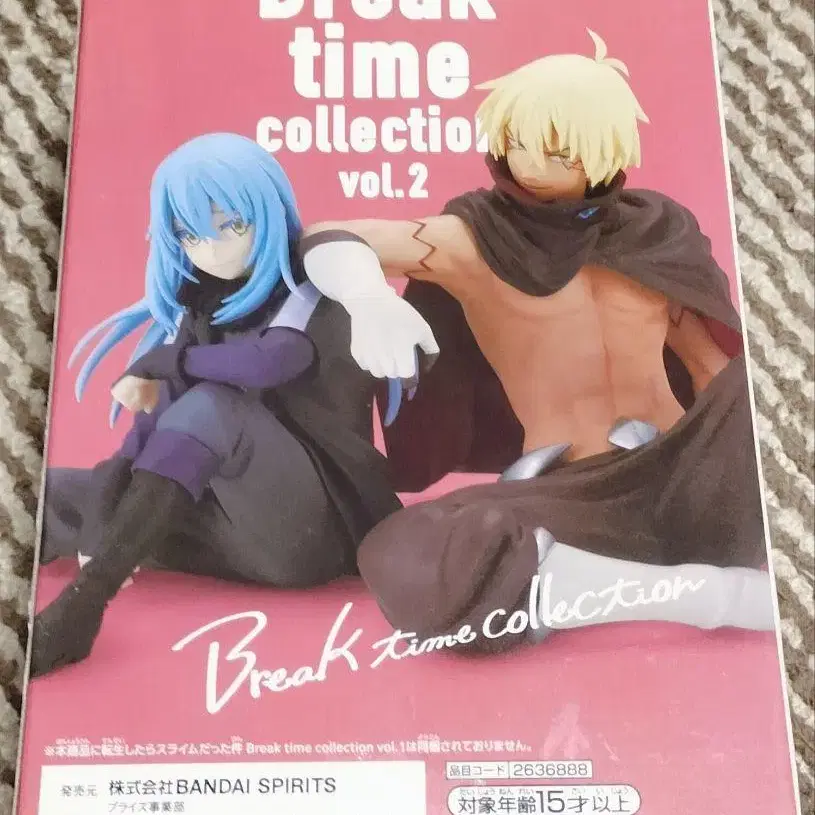 Break
time
collection
vol.2
Break time collection
※本商品に転生したらスライムだった件 Break time collection vol.1は同梱されておりません。
発売元 株式会社BANDAI SPIRITS
プライズ事業部
品目コード 2636888
対象年齢15才以上